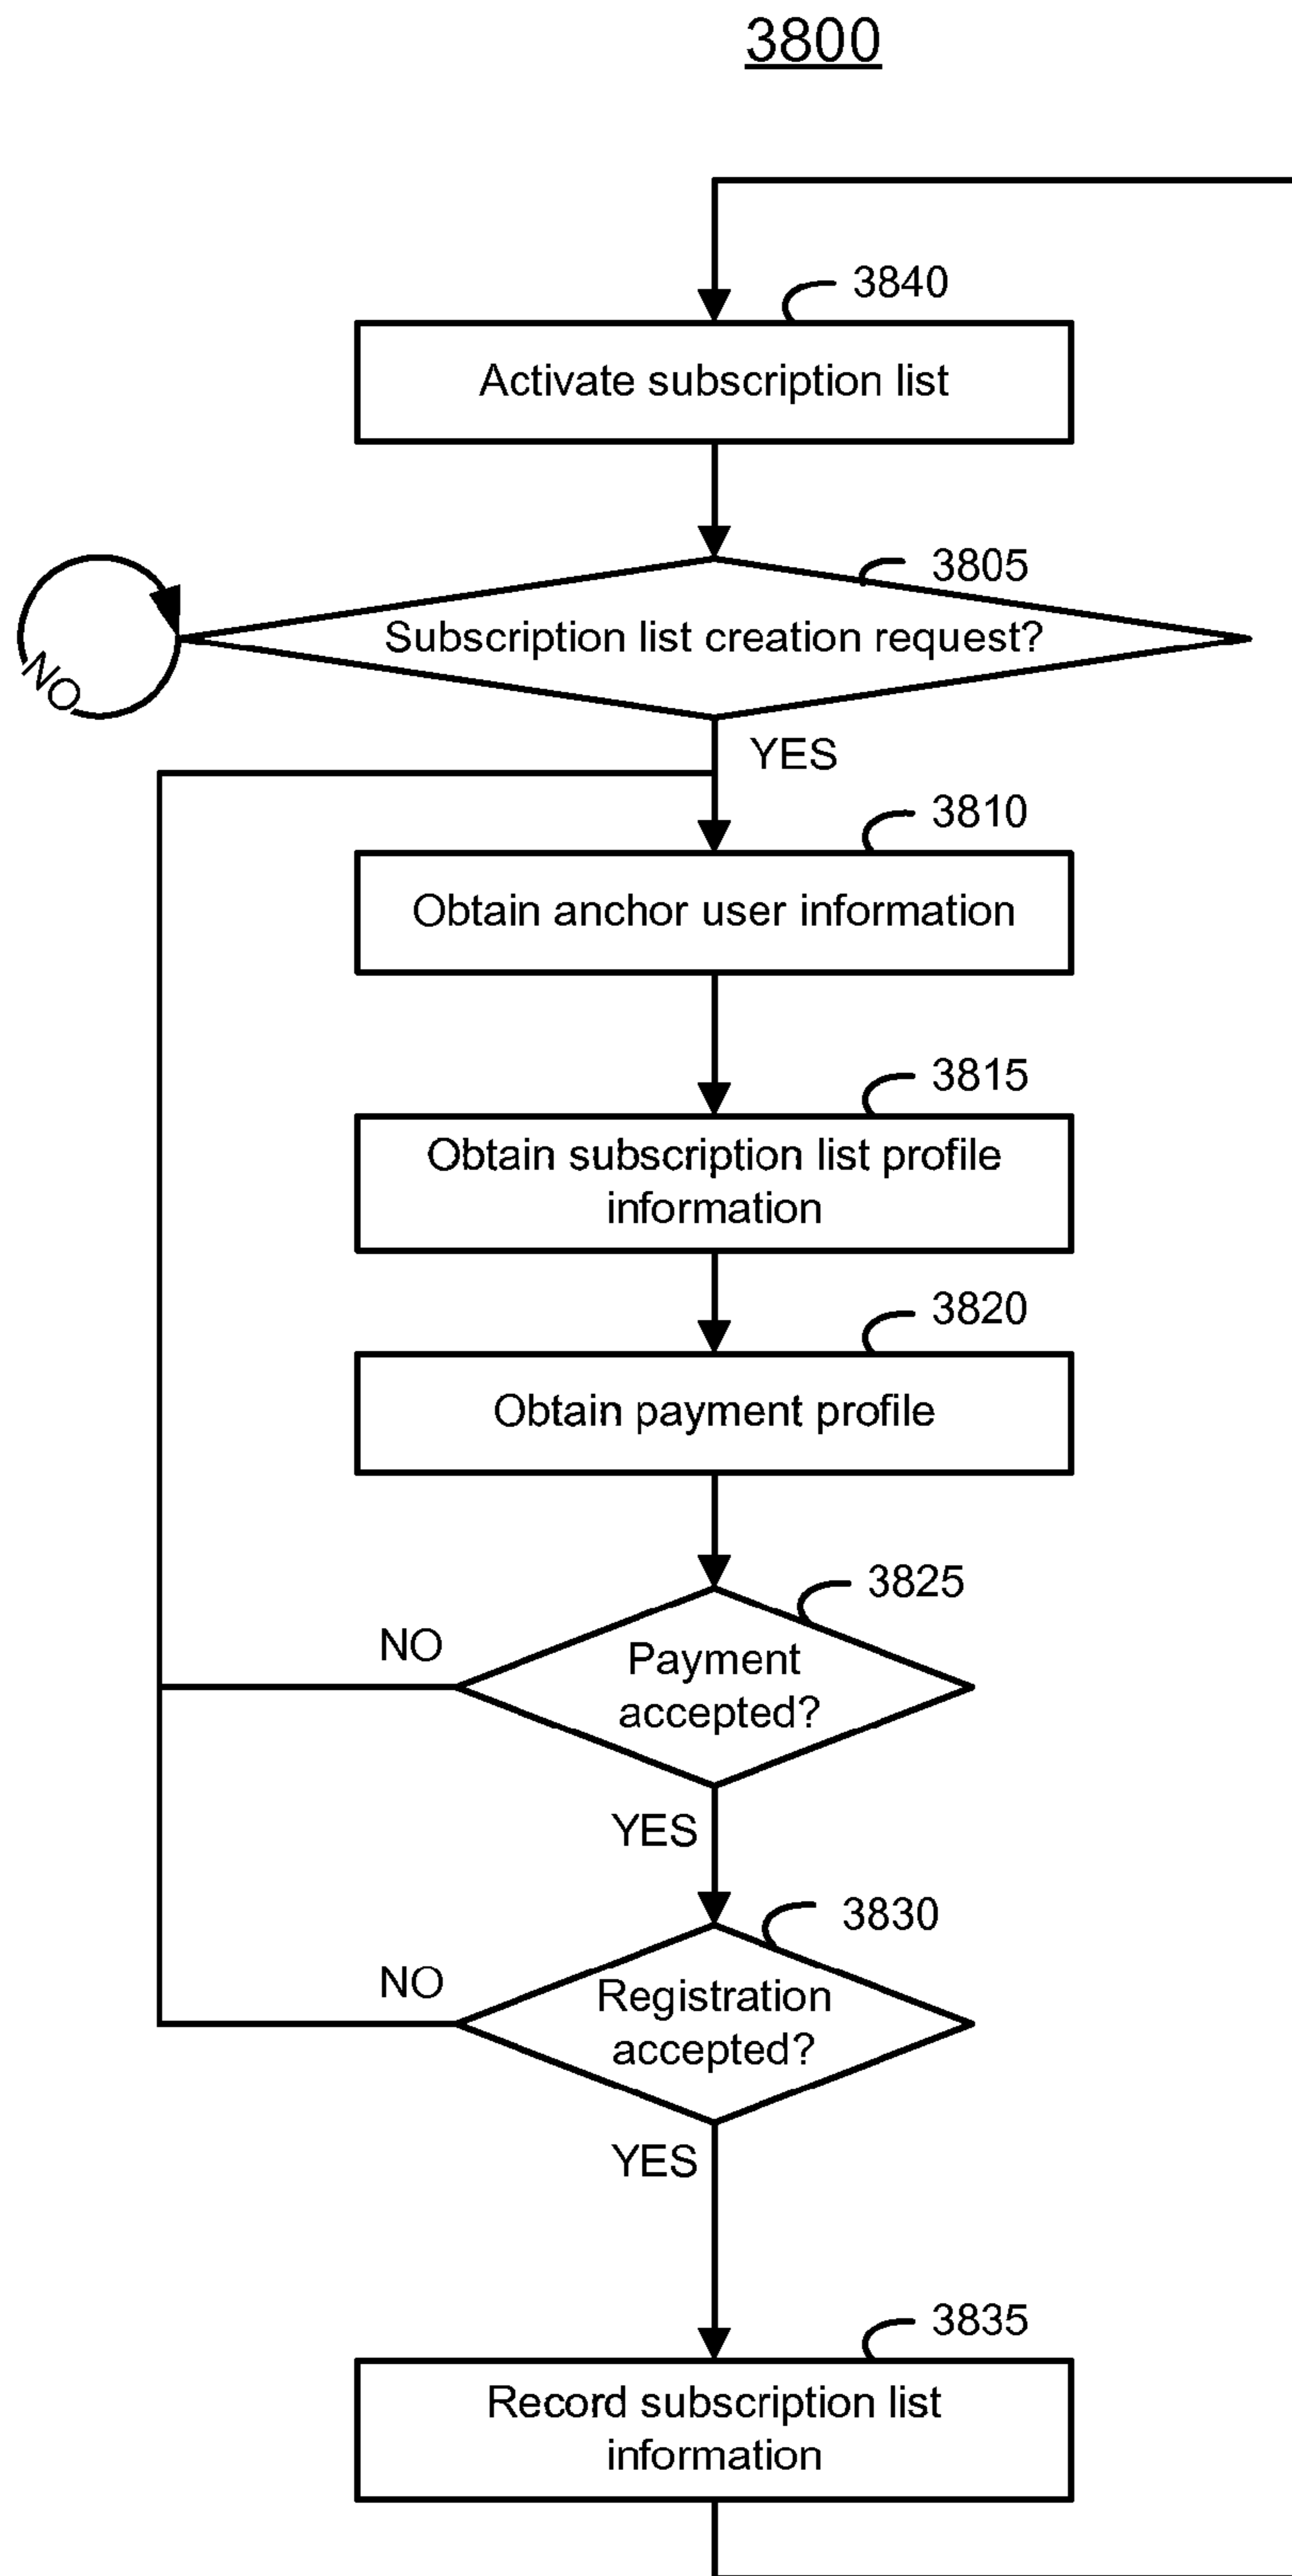 3800
3840
Activate subscription list
3805
Subscription list creation request?
NO
YES
3810
Obtain anchor user information
3815
Obtain subscription list profile
information
3820
Obtain payment profile
3825
NO
Payment
accepted?
YES
3830
NO
Registration
accepted?
YES
3835
Record subscription list
information